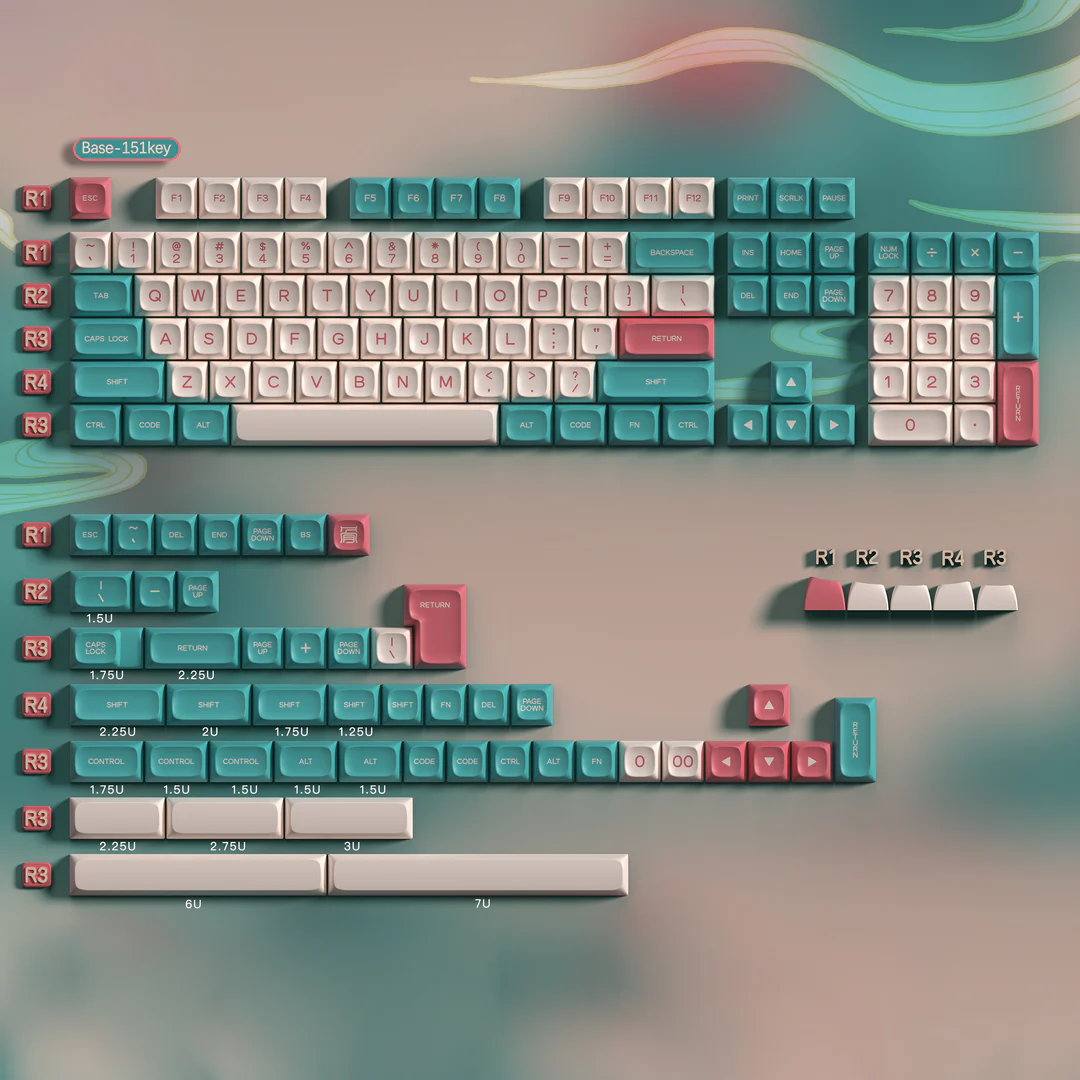 Base-151key
R1 ESC F1 F2 F3 F4 F5 F6 F7 F8 F9 F10 F11 F12 PRINT SCRLK PAUSE
R1 ~ ` ! 1 @ 2 # 3 $ 4 % 5 ^ 6 & 7 * 8 ( 9 ) 0 — – + = BACKSPACE INS HOME PAGE UP NUM LOCK ÷ × −
R2 TAB Q W E R T Y U I O P { [ } ] | \ DEL END PAGE DOWN 7 8 9 +
R3 CAPS LOCK A S D F G H J K L : ; " ' RETURN 4 5 6
R4 SHIFT Z X C V B N M < , > . ? / SHIFT ▲ 1 2 3 RETURN
R3 CTRL CODE ALT ALT CODE FN CTRL ◀ ▼ ▶ 0 .
R1 ESC ~ ` DEL END PAGE DOWN BS
R1 R2 R3 R4 R3
R2 | \ − PAGE UP
1.5U
RETURN
R3 CAPS LOCK RETURN PAGE UP + PAGE DOWN | \
1.75U 2.25U
R4 SHIFT SHIFT SHIFT SHIFT SHIFT FN DEL PAGE DOWN ▲
2.25U 2U 1.75U 1.25U
RETURN
R3 CONTROL CONTROL CONTROL ALT ALT CODE CODE CTRL ALT FN 0 00 ◀ ▼ ▶
1.75U 1.5U 1.5U 1.5U 1.5U
R3
2.25U 2.75U 3U
R3
6U 7U